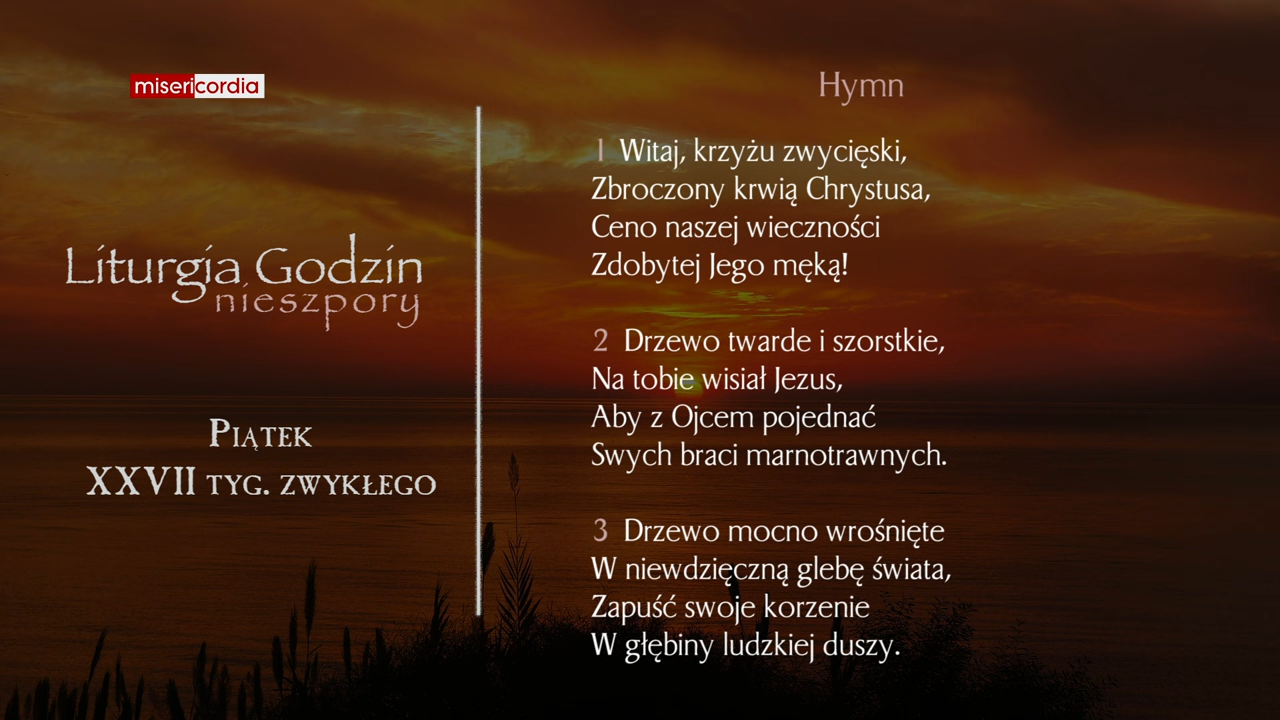 misericordia
Liturgia Godzin
nieszpory
Piątek
XXVII tyg. zwykłego
Hymn
1 Witaj, krzyżu zwycięski,
Zbroczony krwią Chrystusa,
Ceno naszej wieczności
Zdobytej Jego męką!
2 Drzewo twarde i szorstkie,
Na tobie wisiał Jezus,
Aby z Ojcem pojednać
Swych braci marnotrawnych.
3 Drzewo mocno wrośnięte
W niewdzięczną glebę świata,
Zapuść swoje korzenie
W głębiny ludzkiej duszy.